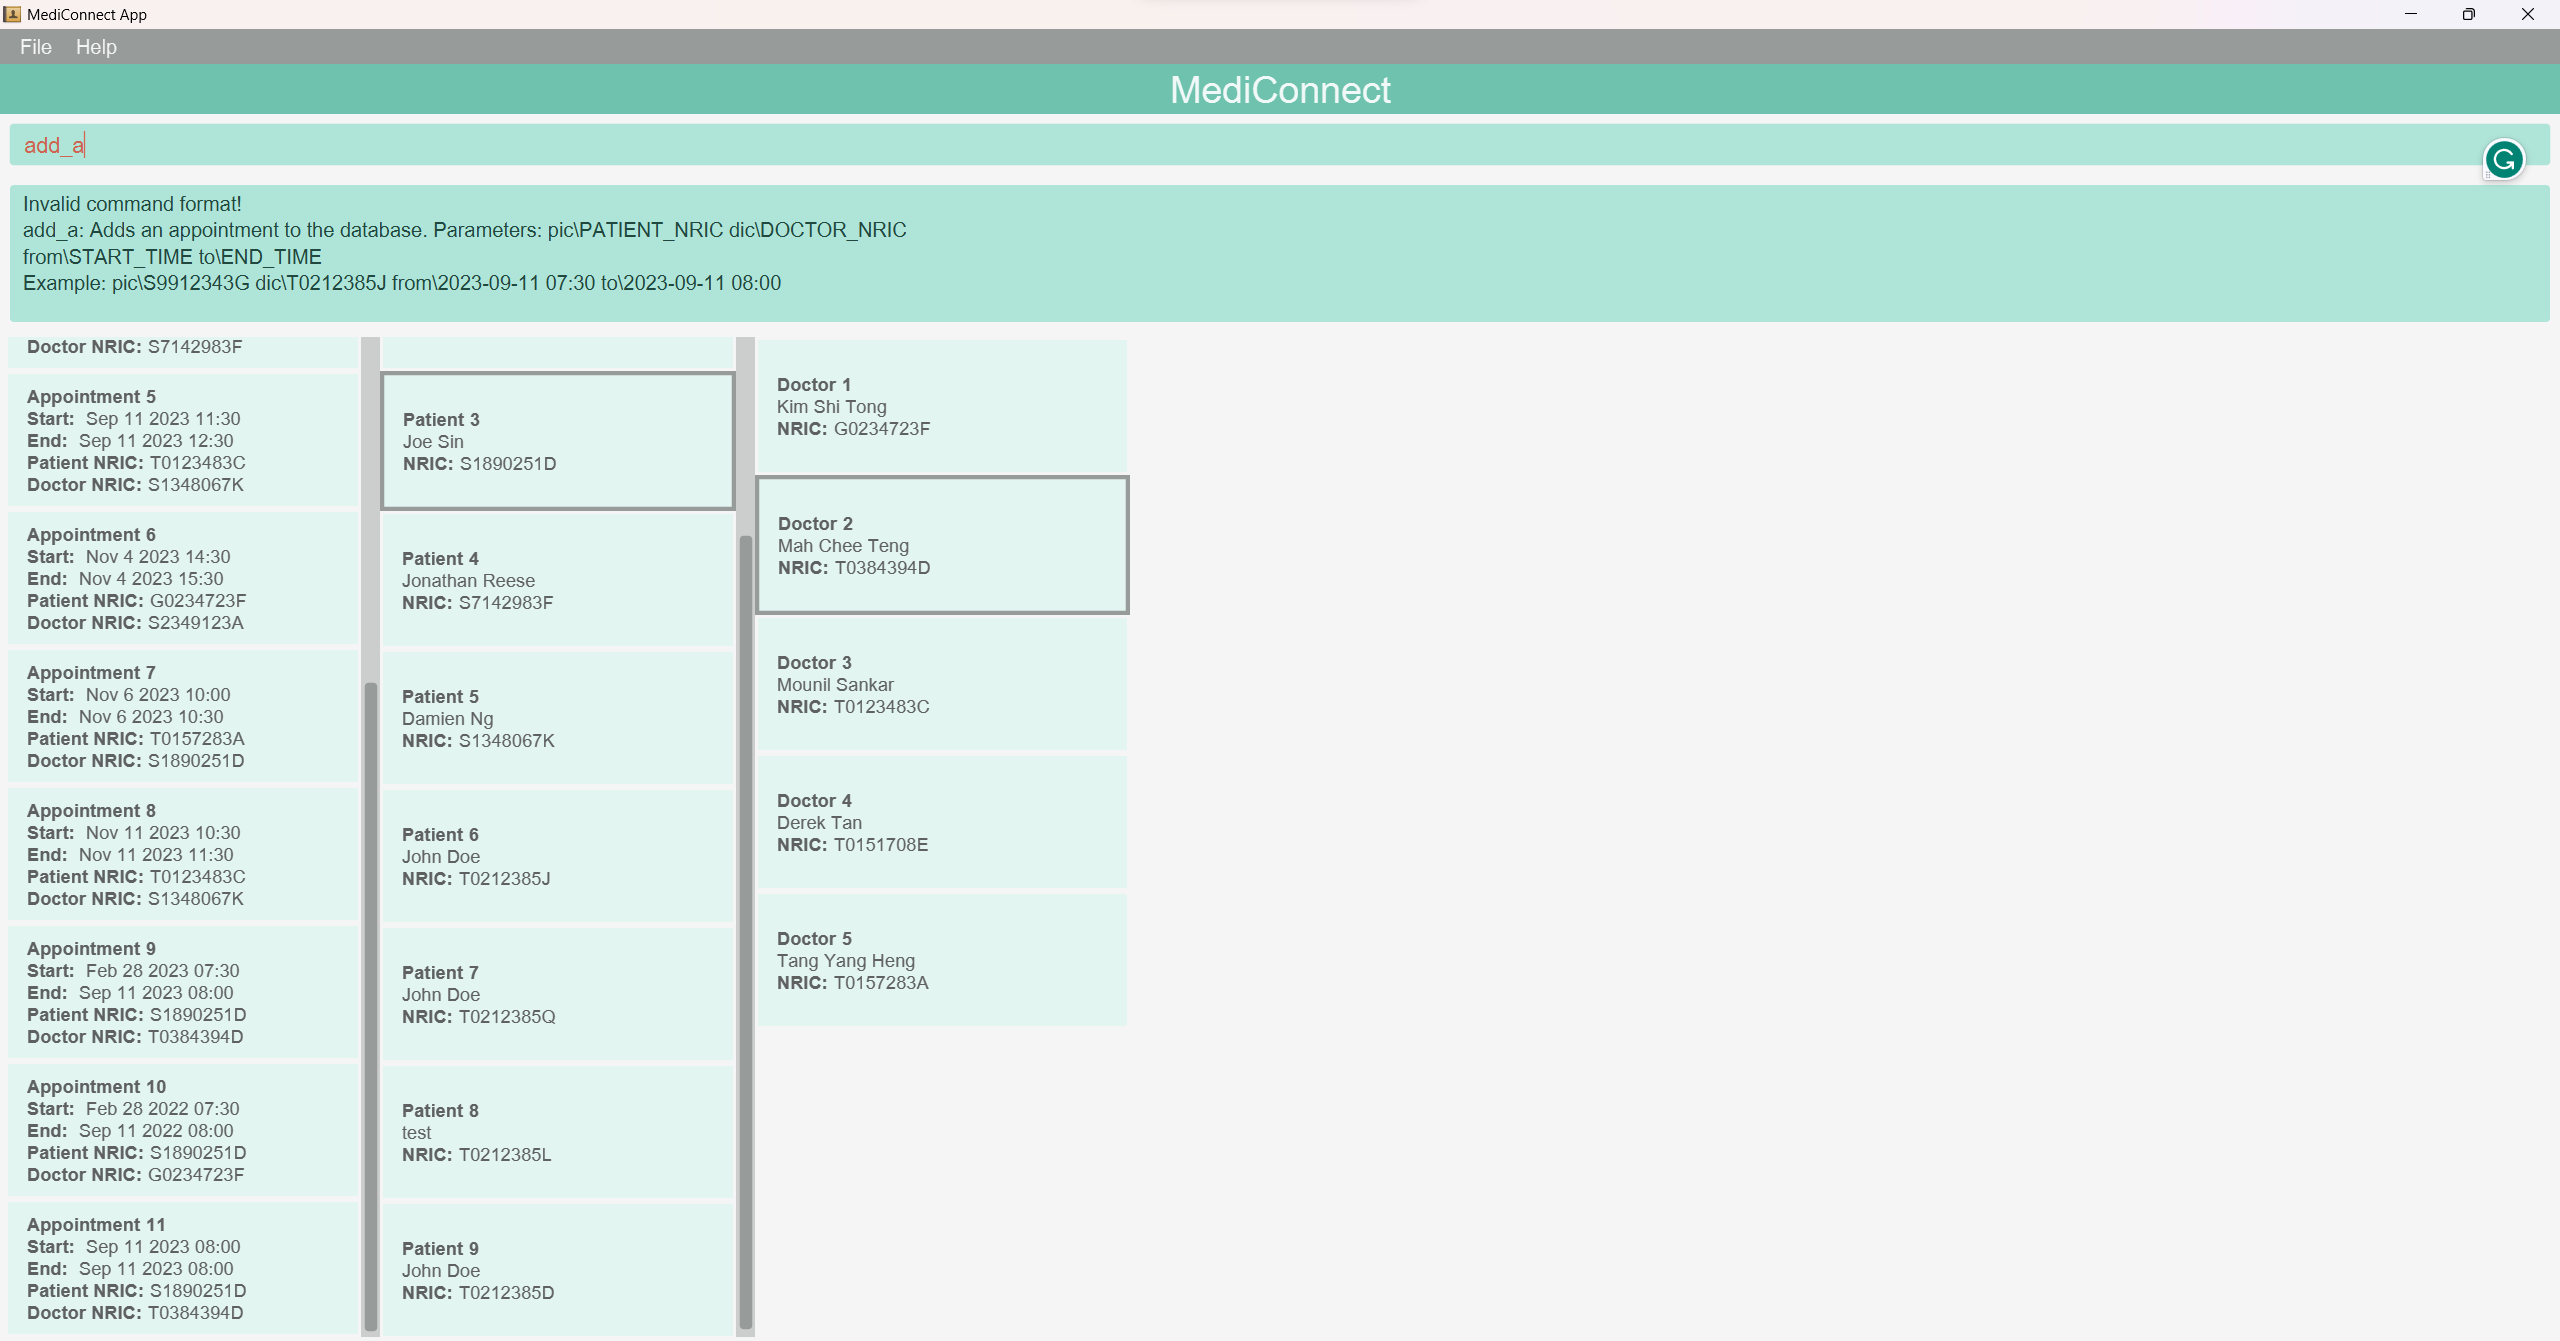 MediConnect App
File Help
MediConnect
add_a
Invalid command format!
add_a: Adds an appointment to the database. Parameters: pic\PATIENT_NRIC dic\DOCTOR_NRIC
from\START_TIME to\END_TIME
Example: pic\S9912343G dic\T0212385J from\2023-09-11 07:30 to\2023-09-11 08:00
Doctor NRIC: S7142983F
Appointment 5
Start: Sep 11 2023 11:30
End: Sep 11 2023 12:30
Patient NRIC: T0123483C
Doctor NRIC: S1348067K
Appointment 6
Start: Nov 4 2023 14:30
End: Nov 4 2023 15:30
Patient NRIC: G0234723F
Doctor NRIC: S2349123A
Appointment 7
Start: Nov 6 2023 10:00
End: Nov 6 2023 10:30
Patient NRIC: T0157283A
Doctor NRIC: S1890251D
Appointment 8
Start: Nov 11 2023 10:30
End: Nov 11 2023 11:30
Patient NRIC: T0123483C
Doctor NRIC: S1348067K
Appointment 9
Start: Feb 28 2023 07:30
End: Sep 11 2023 08:00
Patient NRIC: S1890251D
Doctor NRIC: T0384394D
Appointment 10
Start: Feb 28 2022 07:30
End: Sep 11 2022 08:00
Patient NRIC: S1890251D
Doctor NRIC: G0234723F
Appointment 11
Start: Sep 11 2023 08:00
End: Sep 11 2023 08:00
Patient NRIC: S1890251D
Doctor NRIC: T0384394D
Patient 3
Joe Sin
NRIC: S1890251D
Patient 4
Jonathan Reese
NRIC: S7142983F
Patient 5
Damien Ng
NRIC: S1348067K
Patient 6
John Doe
NRIC: T0212385J
Patient 7
John Doe
NRIC: T0212385Q
Patient 8
test
NRIC: T0212385L
Patient 9
John Doe
NRIC: T0212385D
Doctor 1
Kim Shi Tong
NRIC: G0234723F
Doctor 2
Mah Chee Teng
NRIC: T0384394D
Doctor 3
Mounil Sankar
NRIC: T0123483C
Doctor 4
Derek Tan
NRIC: T0151708E
Doctor 5
Tang Yang Heng
NRIC: T0157283A